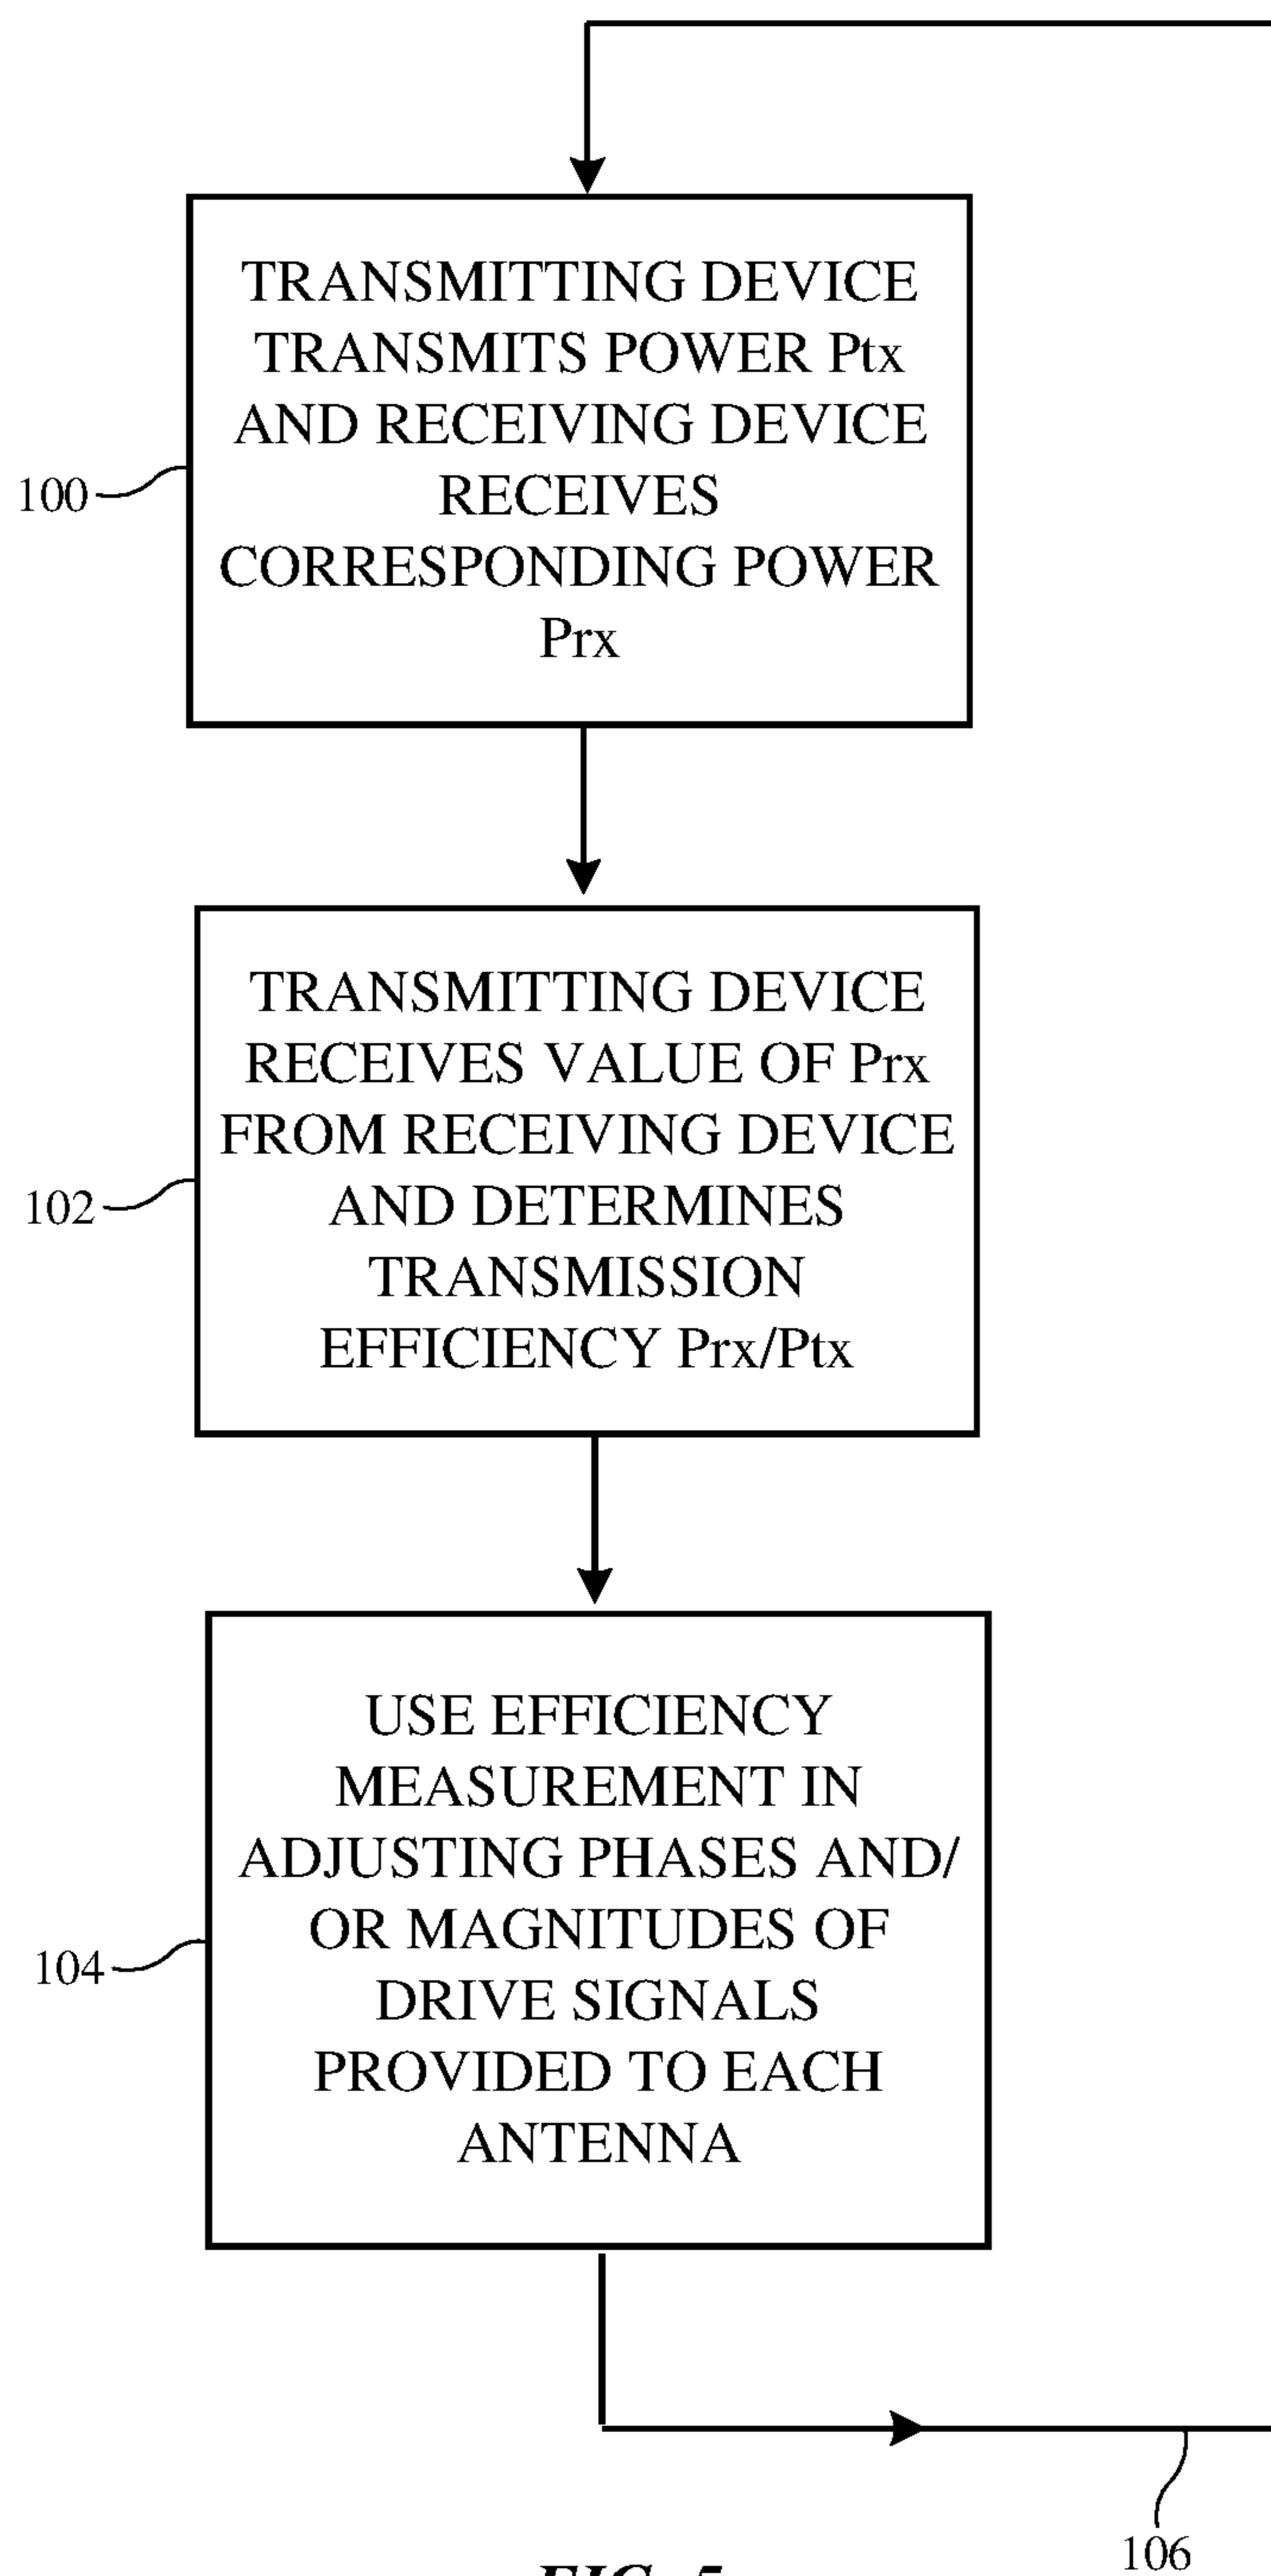 TRANSMITTING DEVICE
TRANSMITS POWER Ptx
AND RECEIVING DEVICE
RECEIVES
CORRESPONDING POWER
Prx
100
TRANSMITTING DEVICE
RECEIVES VALUE OF Prx
FROM RECEIVING DEVICE
AND DETERMINES
TRANSMISSION
EFFICIENCY Prx/Ptx
102
USE EFFICIENCY
MEASUREMENT IN
ADJUSTING PHASES AND/
OR MAGNITUDES OF
DRIVE SIGNALS
PROVIDED TO EACH
ANTENNA
104
106
FIG. 5